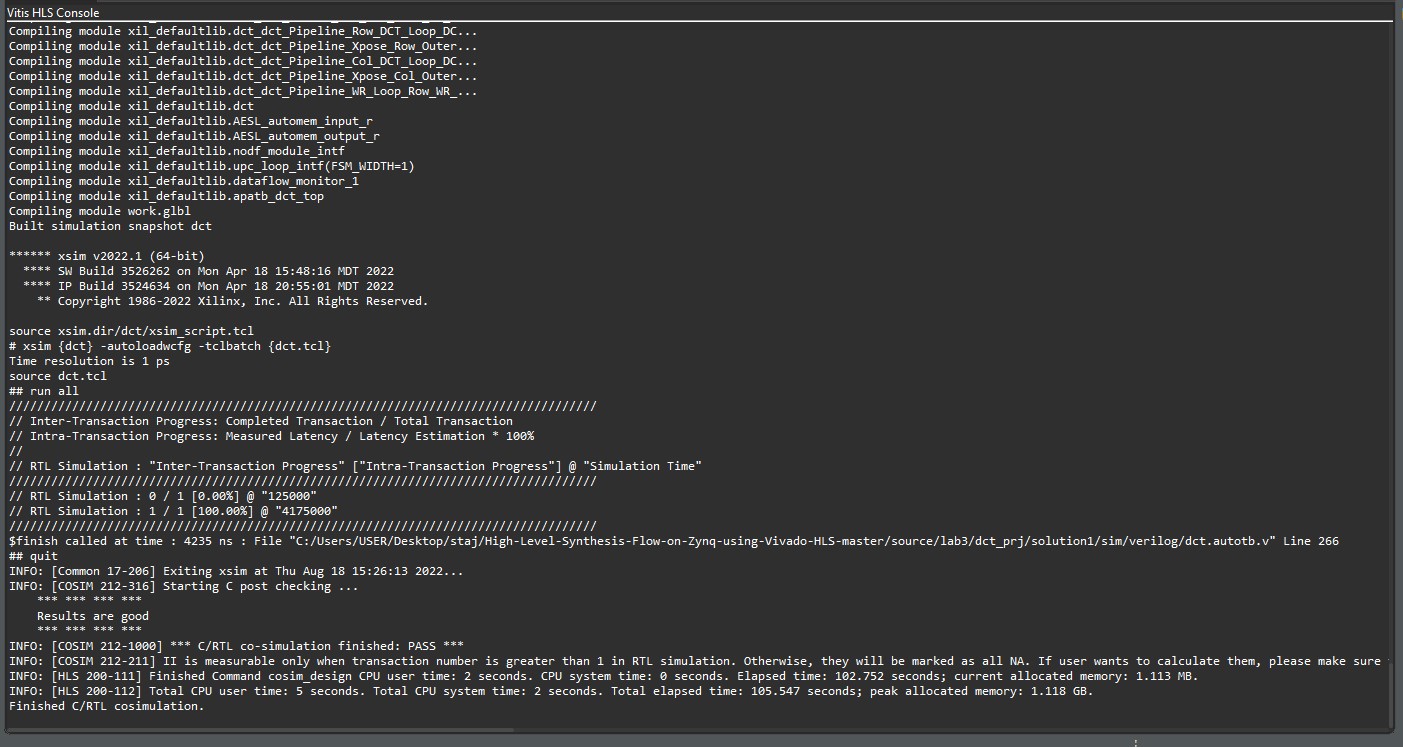 Vitis HLS Console
Compiling module xil_defaultlib.dct_dct_Pipeline_Row_DCT_Loop_DC...
Compiling module xil_defaultlib.dct_dct_Pipeline_Xpose_Row_Outer...
Compiling module xil_defaultlib.dct_dct_Pipeline_Col_DCT_Loop_DC...
Compiling module xil_defaultlib.dct_dct_Pipeline_Xpose_Col_Outer...
Compiling module xil_defaultlib.dct_dct_Pipeline_WR_Loop_Row_WR_...
Compiling module xil_defaultlib.dct
Compiling module xil_defaultlib.AESL_automem_input_r
Compiling module xil_defaultlib.AESL_automem_output_r
Compiling module xil_defaultlib.nodf_module_intf
Compiling module xil_defaultlib.upc_loop_intf(FSM_WIDTH=1)
Compiling module xil_defaultlib.dataflow_monitor_1
Compiling module xil_defaultlib.apatb_dct_top
Compiling module work.glbl
Built simulation snapshot dct

****** xsim v2022.1 (64-bit)
  **** SW Build 3526262 on Mon Apr 18 15:48:16 MDT 2022
  **** IP Build 3524634 on Mon Apr 18 20:55:01 MDT 2022
    ** Copyright 1986-2022 Xilinx, Inc. All Rights Reserved.

source xsim.dir/dct/xsim_script.tcl
# xsim {dct} -autoloadwcfg -tclbatch {dct.tcl}
Time resolution is 1 ps
source dct.tcl
## run all
////////////////////////////////////////////////////////////////////////////////////
// Inter-Transaction Progress: Completed Transaction / Total Transaction
// Intra-Transaction Progress: Measured Latency / Latency Estimation * 100%
//
// RTL Simulation : "Inter-Transaction Progress" ["Intra-Transaction Progress"] @ "Simulation Time"
////////////////////////////////////////////////////////////////////////////////////
// RTL Simulation : 0 / 1 [0.00%] @ "125000"
// RTL Simulation : 1 / 1 [100.00%] @ "4175000"
////////////////////////////////////////////////////////////////////////////////////
$finish called at time : 4235 ns : File "C:/Users/USER/Desktop/staj/High-Level-Synthesis-Flow-on-Zynq-using-Vivado-HLS-master/source/lab3/dct_prj/solution1/sim/verilog/dct.autotb.v" Line 266
## quit
INFO: [Common 17-206] Exiting xsim at Thu Aug 18 15:26:13 2022...
INFO: [COSIM 212-316] Starting C post checking ...
    *** *** *** ***
    Results are good
    *** *** *** ***
INFO: [COSIM 212-1000] *** C/RTL co-simulation finished: PASS ***
INFO: [COSIM 212-211] II is measurable only when transaction number is greater than 1 in RTL simulation. Otherwise, they will be marked as all NA. If user wants to calculate them, please make sure
INFO: [HLS 200-111] Finished Command cosim_design CPU user time: 2 seconds. CPU system time: 0 seconds. Elapsed time: 102.752 seconds; current allocated memory: 1.113 MB.
INFO: [HLS 200-112] Total CPU user time: 5 seconds. Total CPU system time: 2 seconds. Total elapsed time: 105.547 seconds; peak allocated memory: 1.118 GB.
Finished C/RTL cosimulation.